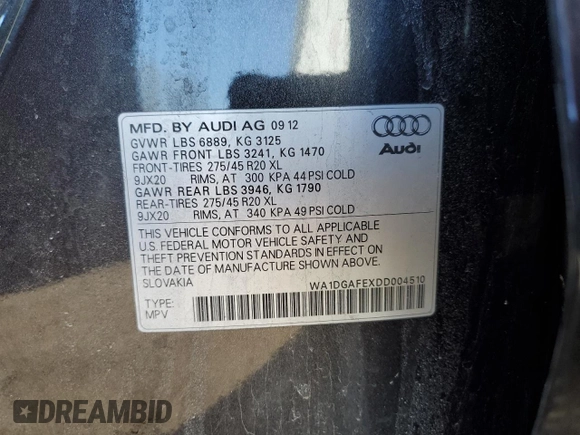 MFD. BY AUDI AG 09 12
GVWR LBS 6889, KG 3125
GAWR FRONT LBS 3241, KG 1470
FRONT-TIRES 275/45 R20 XL
9JX20 RIMS, AT 300 KPA 44 PSI COLD
GAWR REAR LBS 3946, KG 1790
REAR-TIRES 275/45 R20 XL
9JX20 RIMS, AT 340 KPA 49 PSI COLD
Audi
THIS VEHICLE CONFORMS TO ALL APPLICABLE
U.S. FEDERAL MOTOR VEHICLE SAFETY AND
THEFT PREVENTION STANDARDS IN EFFECT ON
THE DATE OF MANUFACTURE SHOWN ABOVE.
SLOVAKIA
WA1DGAFEXDD004510
TYPE:
MPV
DREAMBID